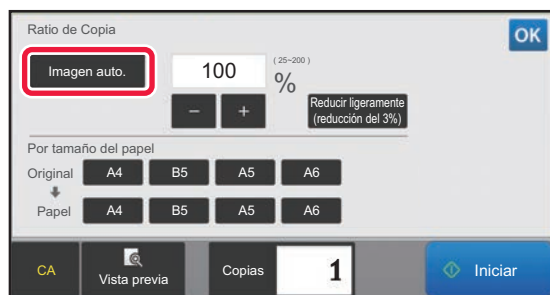 Ratio de Copia
OK
Imagen auto.
100
(25~200)
%
- +
Reducir ligeramente
(reducción del 3%)
Por tamaño del papel
Original A4 B5 A5 A6
Papel A4 B5 A5 A6
CA
Vista previa
Copias 1
Iniciar